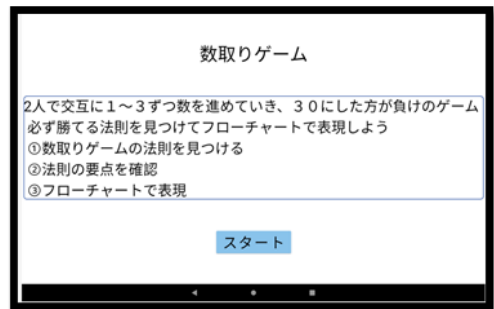 数取りゲーム
2人で交互に1～3ずつ数を進めていき、３０にした方が負けのゲーム
必ず勝てる法則を見つけてフローチャートで表現しよう
①数取りゲームの法則を見つける
②法則の要点を確認
③フローチャートで表現
スタート